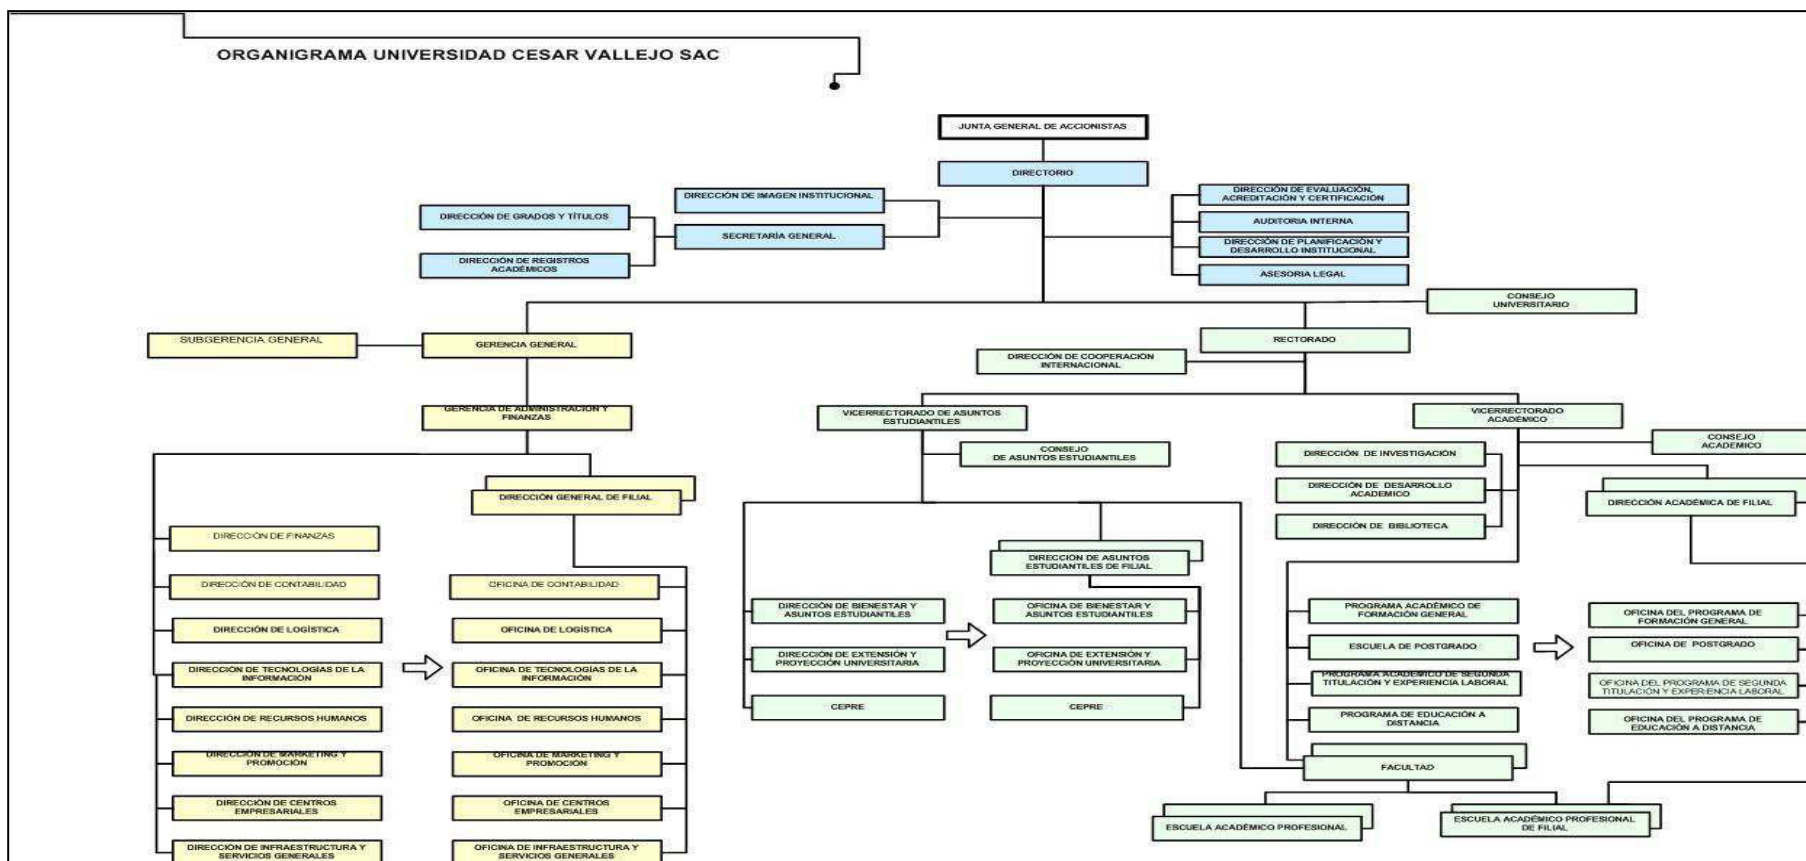 ORGANIGRAMA UNIVERSIDAD CESAR VALLEJO SAC
JUNTA GENERAL DE ACCIONISTAS
DIRECTORIO
DIRECCIÓN DE IMAGEN INSTITUCIONAL
SECRETARÍA GENERAL
DIRECCIÓN DE GRADOS Y TÍTULOS
DIRECCIÓN DE REGISTROS
ACADÉMICOS
DIRECCIÓN DE EVALUACIÓN,
ACREDITACIÓN Y CERTIFICACIÓN
AUDITORIA INTERNA
DIRECCIÓN DE PLANIFICACIÓN Y
DESARROLLO INSTITUCIONAL
ASESORIA LEGAL
CONSEJO
UNIVERSITARIO
SUBGERENCIA GENERAL
GERENCIA GENERAL
RECTORADO
DIRECCIÓN DE COOPERACIÓN
INTERNACIONAL
GERENCIA DE ADMINISTRACIÓN Y
FINANZAS
VICERRECTORADO DE ASUNTOS
ESTUDIANTILES
VICERRECTORADO
ACADÉMICO
CONSEJO
DE ASUNTOS ESTUDIANTILES
CONSEJO
ACADEMICO
DIRECCIÓN DE INVESTIGACIÓN
DIRECCIÓN DE DESARROLLO
ACADEMICO
DIRECCIÓN DE BIBLIOTECA
DIRECCIÓN ACADÉMICA DE FILIAL
DIRECCIÓN GENERAL DE FILIAL
DIRECCIÓN DE FINANZAS
DIRECCIÓN DE CONTABILIDAD
DIRECCIÓN DE LOGÍSTICA
DIRECCIÓN DE TECNOLOGÍAS DE LA
INFORMACIÓN
DIRECCIÓN DE RECURSOS HUMANOS
DIRECCIÓN DE MARKETING Y
PROMOCIÓN
DIRECCIÓN DE CENTROS
EMPRESARIALES
DIRECCIÓN DE INFRAESTRUCTURA Y
SERVICIOS GENERALES
OFICINA DE CONTABILIDAD
OFICINA DE LOGÍSTICA
OFICINA DE TECNOLOGÍAS DE LA
INFORMACIÓN
OFICINA DE RECURSOS HUMANOS
OFICINA DE MARKETING Y
PROMOCIÓN
OFICINA DE CENTROS
EMPRESARIALES
OFICINA DE INFRAESTRUCTURA Y
SERVICIOS GENERALES
DIRECCIÓN DE ASUNTOS
ESTUDIANTILES DE FILIAL
DIRECCIÓN DE BIENESTAR Y
ASUNTOS ESTUDIANTILES
DIRECCIÓN DE EXTENSIÓN Y
PROYECCIÓN UNIVERSITARIA
CEPRE
OFICINA DE BIENESTAR Y
ASUNTOS ESTUDIANTILES
OFICINA DE EXTENSIÓN Y
PROYECCIÓN UNIVERSITARIA
CEPRE
PROGRAMA ACADÉMICO DE
FORMACIÓN GENERAL
ESCUELA DE POSTGRADO
PROGRAMA ACADÉMICO DE SEGUNDA
TITULACIÓN Y EXPERIENCIA LABORAL
PROGRAMA DE EDUCACIÓN A
DISTANCIA
FACULTAD
OFICINA DEL PROGRAMA DE
FORMACIÓN GENERAL
OFICINA DE POSTGRADO
OFICINA DEL PROGRAMA DE SEGUNDA
TITULACIÓN Y EXPERIENCIA LABORAL
OFICINA DEL PROGRAMA DE
EDUCACIÓN A DISTANCIA
ESCUELA ACADÉMICO PROFESIONAL
ESCUELA ACADÉMICO PROFESIONAL
DE FILIAL